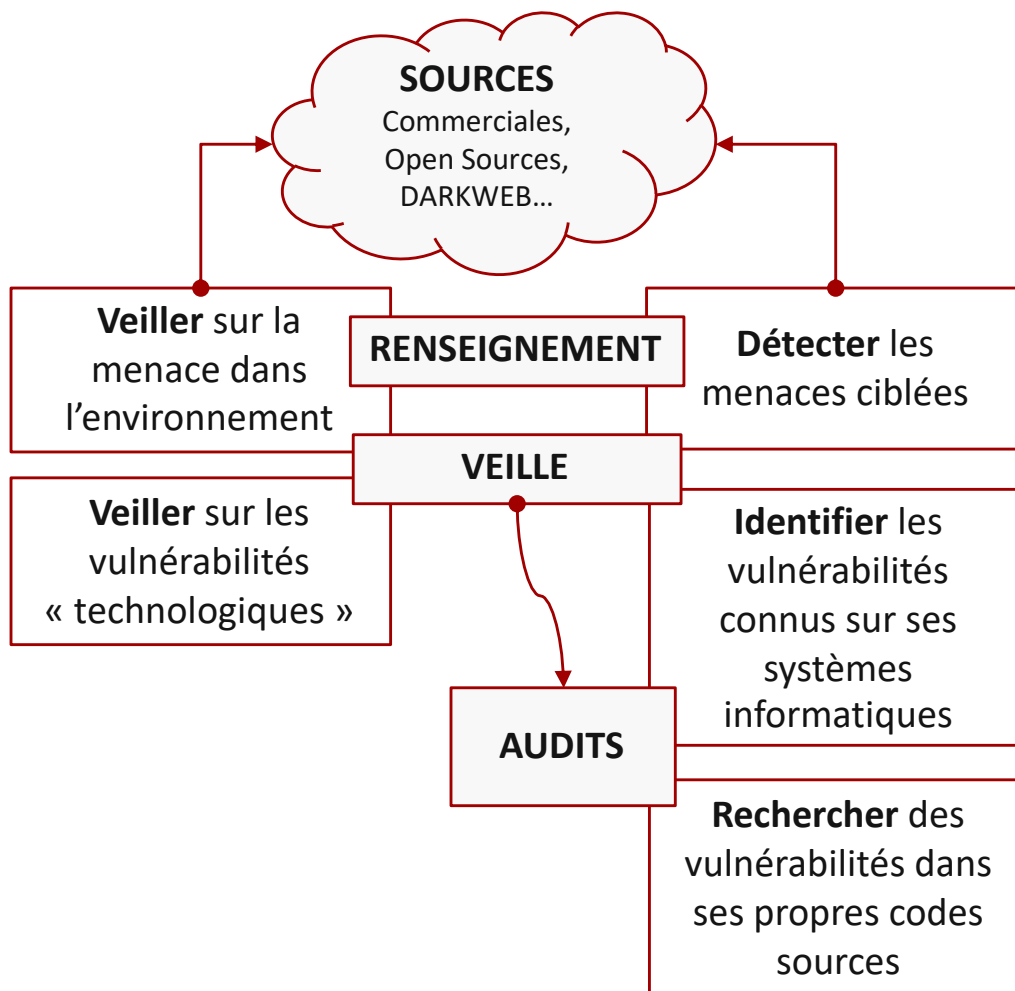 SOURCES
Commerciales,
Open Sources,
DARKWEB...
Veiller sur la
menace dans
l’environnement
RENSEIGNEMENT
Détecter les
menaces ciblées
VEILLE
Veiller sur les
vulnérabilités
« technologiques »
Identifier les
vulnérabilités
connus sur ses
systèmes
informatiques
AUDITS
Rechercher des
vulnérabilités dans
ses propres codes
sources